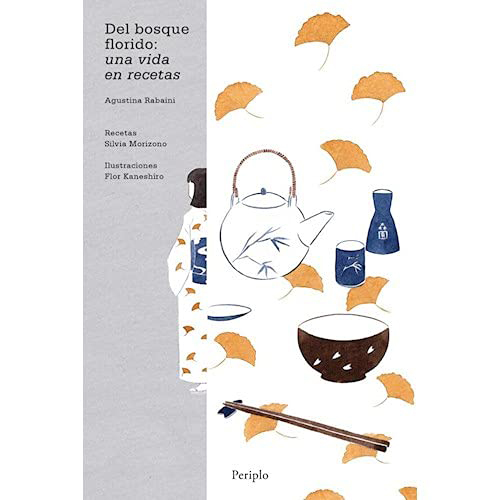 Del bosque
florido:
una vida
en recetas
Agustina Rabaini
Recetas
Silvia Morizono
Ilustraciones
Flor Kaneshiro
Periplo